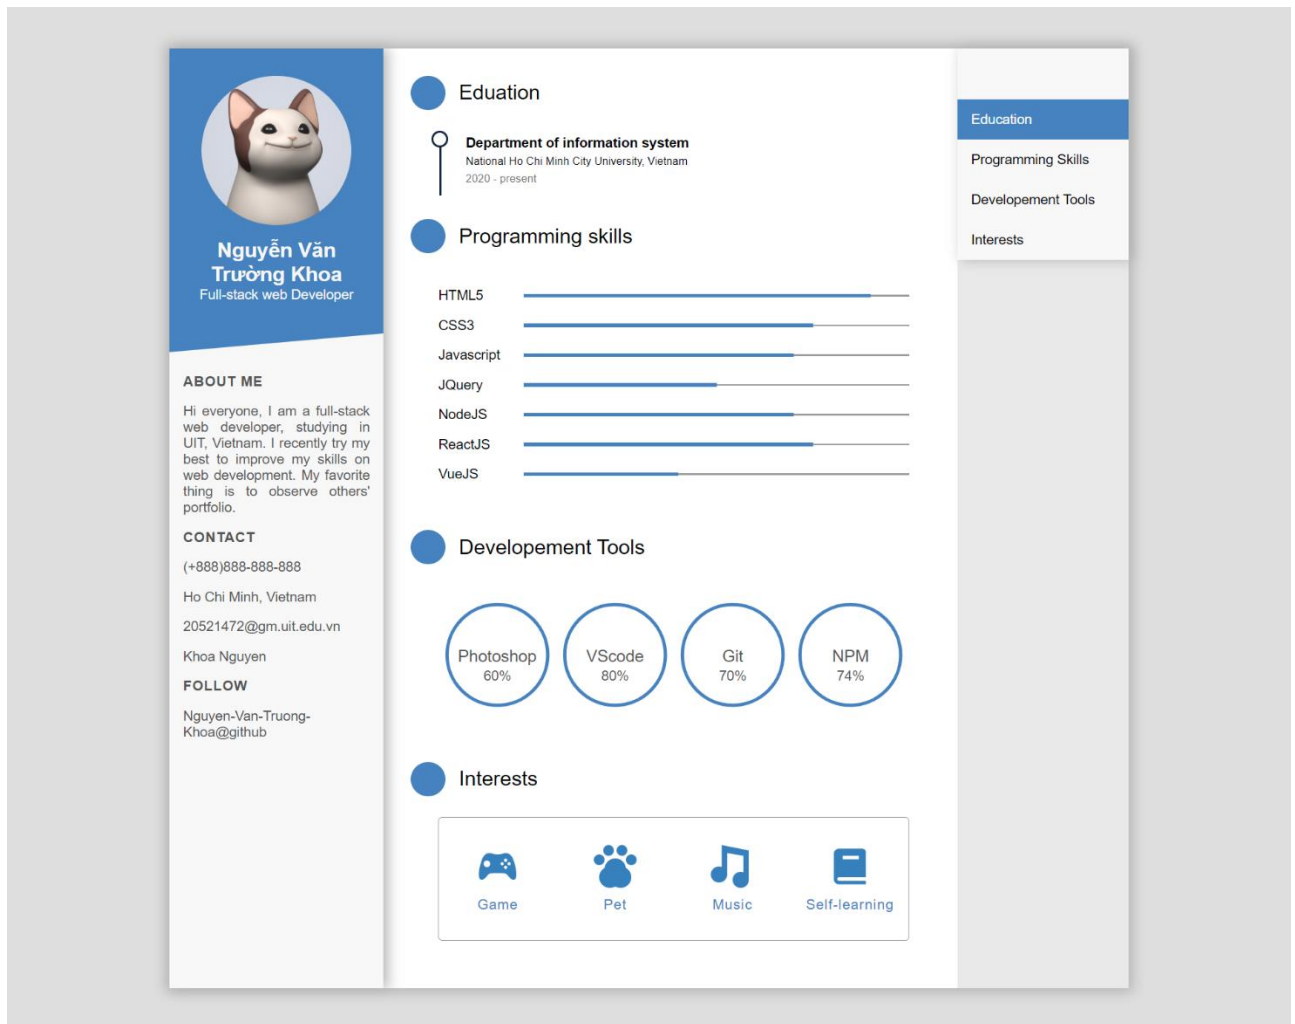 Nguyễn Văn
Trường Khoa
Full-stack web Developer
ABOUT ME
Hi everyone, I am a full-stack
web developer, studying in
UIT, Vietnam. I recently try my
best to improve my skills on
web development. My favorite
thing is to observe others'
portfolio.
CONTACT
(+888)888-888-888
Ho Chi Minh, Vietnam
20521472@gm.uit.edu.vn
Khoa Nguyen
FOLLOW
Nguyen-Van-Truong-
Khoa@github
Eduation
Department of information system
National Ho Chi Minh City University, Vietnam
2020 - present
Programming skills
HTML5
CSS3
Javascript
JQuery
NodeJS
ReactJS
VueJS
Developement Tools
Photoshop
60%
VScode
80%
Git
70%
NPM
74%
Interests
Game
Pet
Music
Self-learning
Education
Programming Skills
Developement Tools
Interests